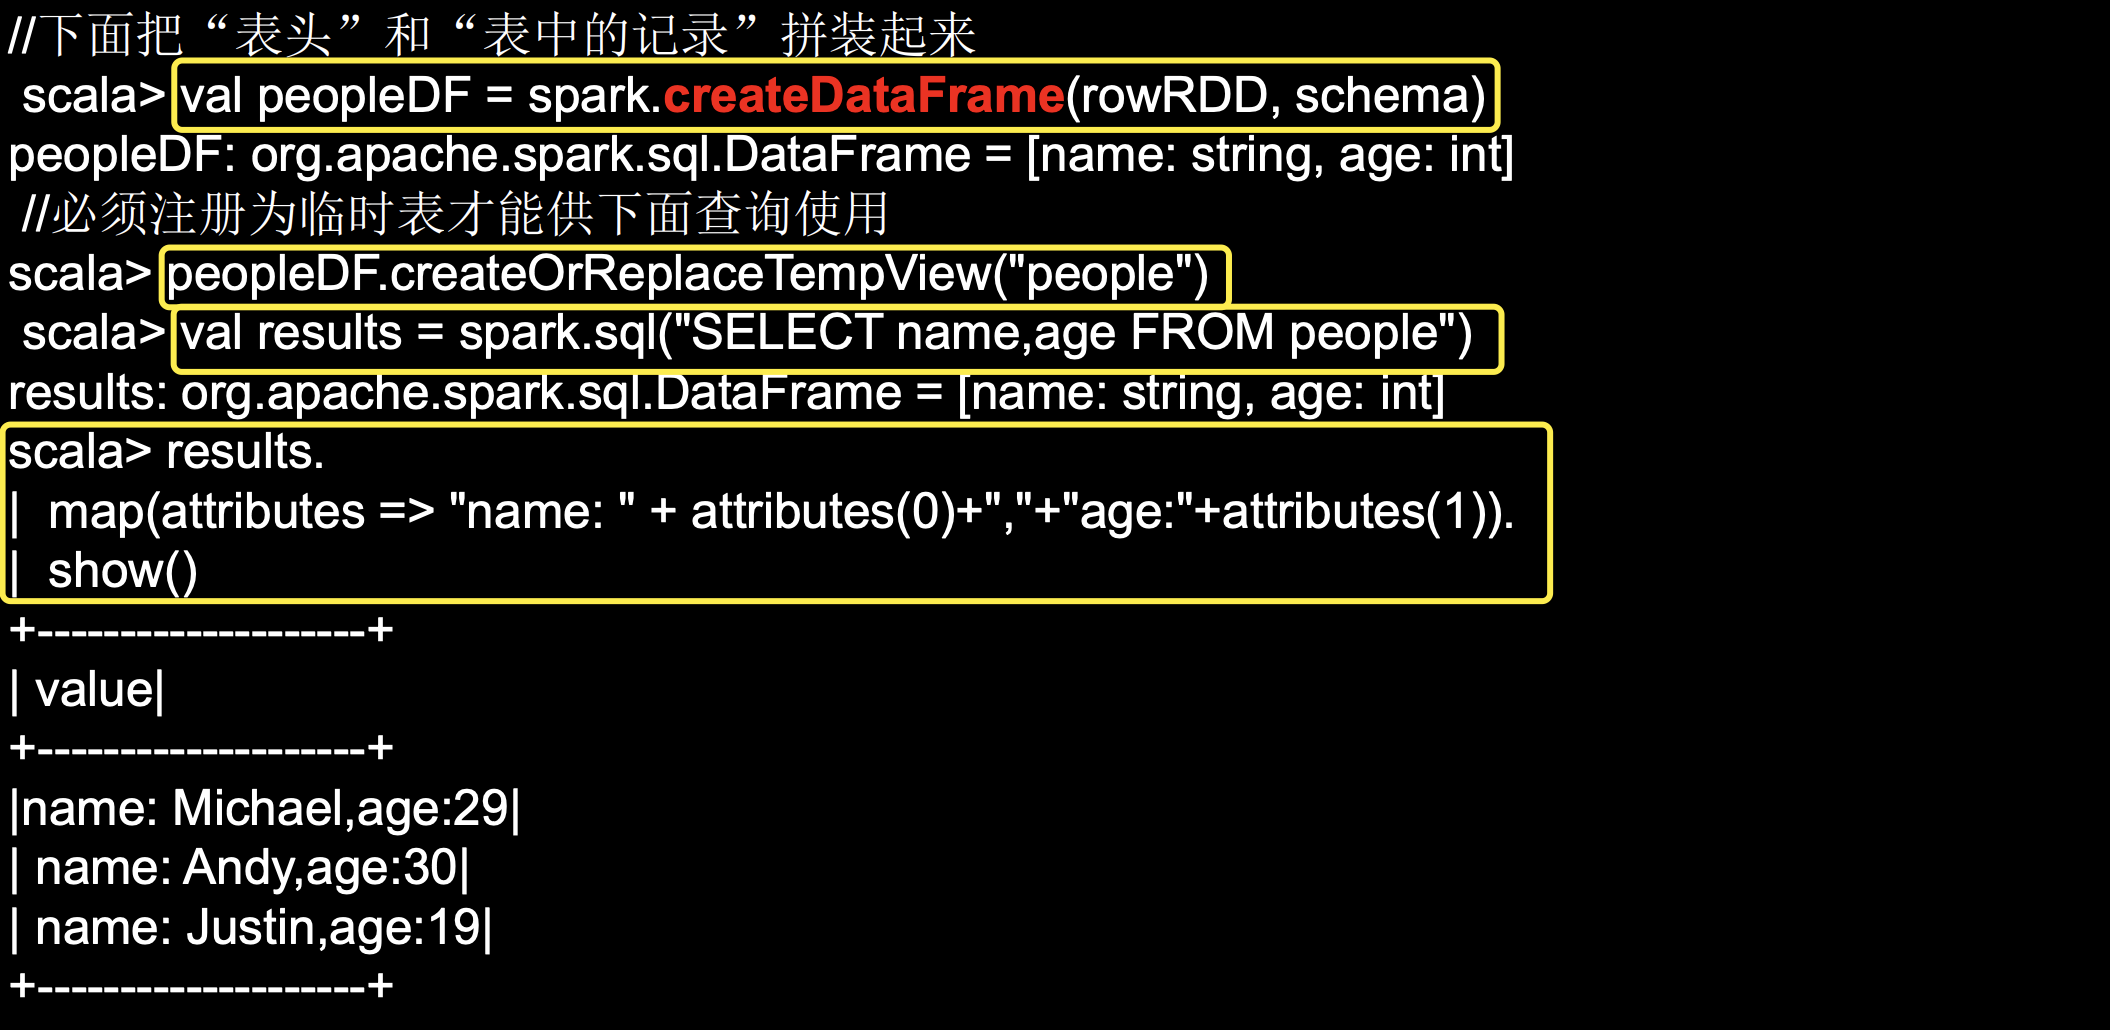 //下面把“表头”和“表中的记录”拼装起来
scala> val peopleDF = spark.createDataFrame(rowRDD, schema)
peopleDF: org.apache.spark.sql.DataFrame = [name: string, age: int]
//必须注册为临时表才能供下面查询使用
scala> peopleDF.createOrReplaceTempView("people")
scala> val results = spark.sql("SELECT name,age FROM people")
results: org.apache.spark.sql.DataFrame = [name: string, age: int]
scala> results.
|  map(attributes => "name: " + attributes(0)+","+"age:"+attributes(1)).
|  show()
+--------------------+
| value|
+--------------------+
|name: Michael,age:29|
| name: Andy,age:30|
| name: Justin,age:19|
+--------------------+